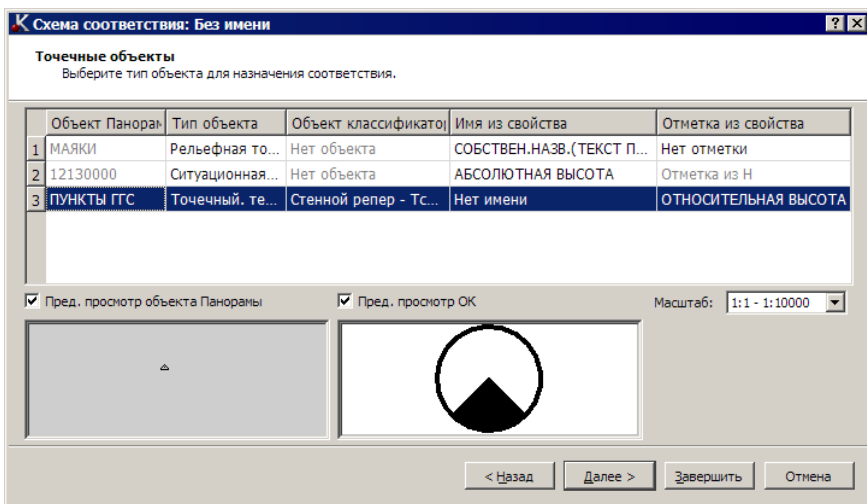 Схема соответствия: Без имени
Точечные объекты
Выберите тип объекта для назначения соответствия.
Объект Панорам Тип объекта Объект классификатор Имя из свойства Отметка из свойства
1 МАЯКИ Рельефная то... Нет объекта СОБСТВЕН.НАЗВ.(ТЕКСТ П... Нет отметки
2 12130000 Ситуационная... Нет объекта АБСОЛЮТНАЯ ВЫСОТА Отметка из H
3 ПУНКТЫ ГГС Точечный. те... Стенной репер - Тс... Нет имени ОТНОСИТЕЛЬНАЯ ВЫСОТА
Пред. просмотр объекта Панорамы Пред. просмотр ОК Масштаб: 1:1 - 1:10000
< Назад Далее > Завершить Отмена